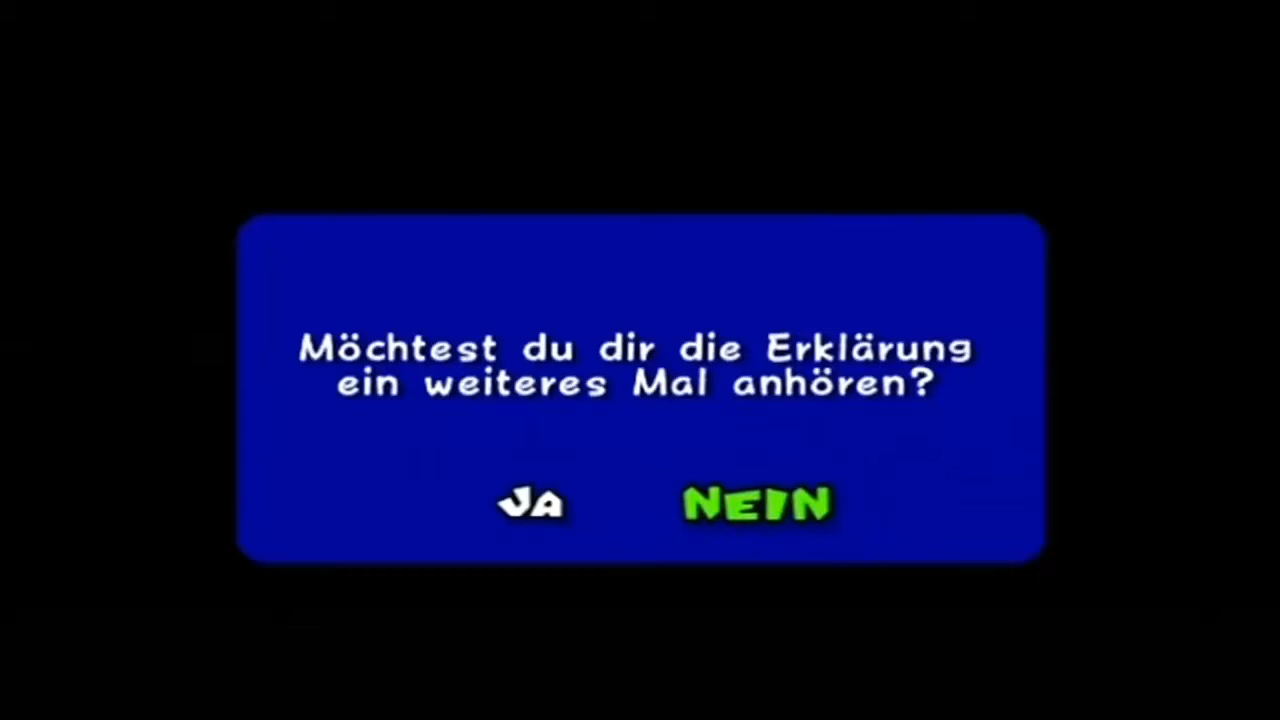 Möchtest du dir die Erklärung
ein weiteres Mal anhören?
JA NEIN